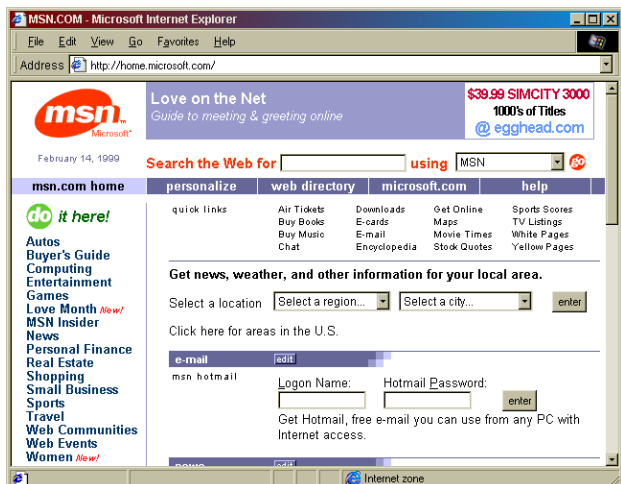 MSN.COM - Microsoft Internet Explorer
File Edit View Go Favorites Help
Address http://home.microsoft.com/
msn.
Microsoft
Love on the Net
Guide to meeting & greeting online
$39.99 SIMCITY 3000
1000's of Titles
@ egghead.com
February 14, 1999
Search the Web for using MSN go
msn.com home personalize web directory microsoft.com help
do it here!
Autos
Buyer's Guide
Computing
Entertainment
Games
Love Month New!
MSN Insider
News
Personal Finance
Real Estate
Shopping
Small Business
Sports
Travel
Web Communities
Web Events
Women New!
quick links Air Tickets Downloads Get Online Sports Scores
Buy Books E-cards Maps TV Listings
Buy Music E-mail Movie Times White Pages
Chat Encyclopedia Stock Quotes Yellow Pages
Get news, weather, and other information for your local area.
Select a location Select a region... Select a city... enter
Click here for areas in the U.S.
e-mail edit
msn hotmail
Logon Name: Hotmail Password:
enter
Get Hotmail, free e-mail you can use from any PC with
Internet access.
news edit
Internet zone